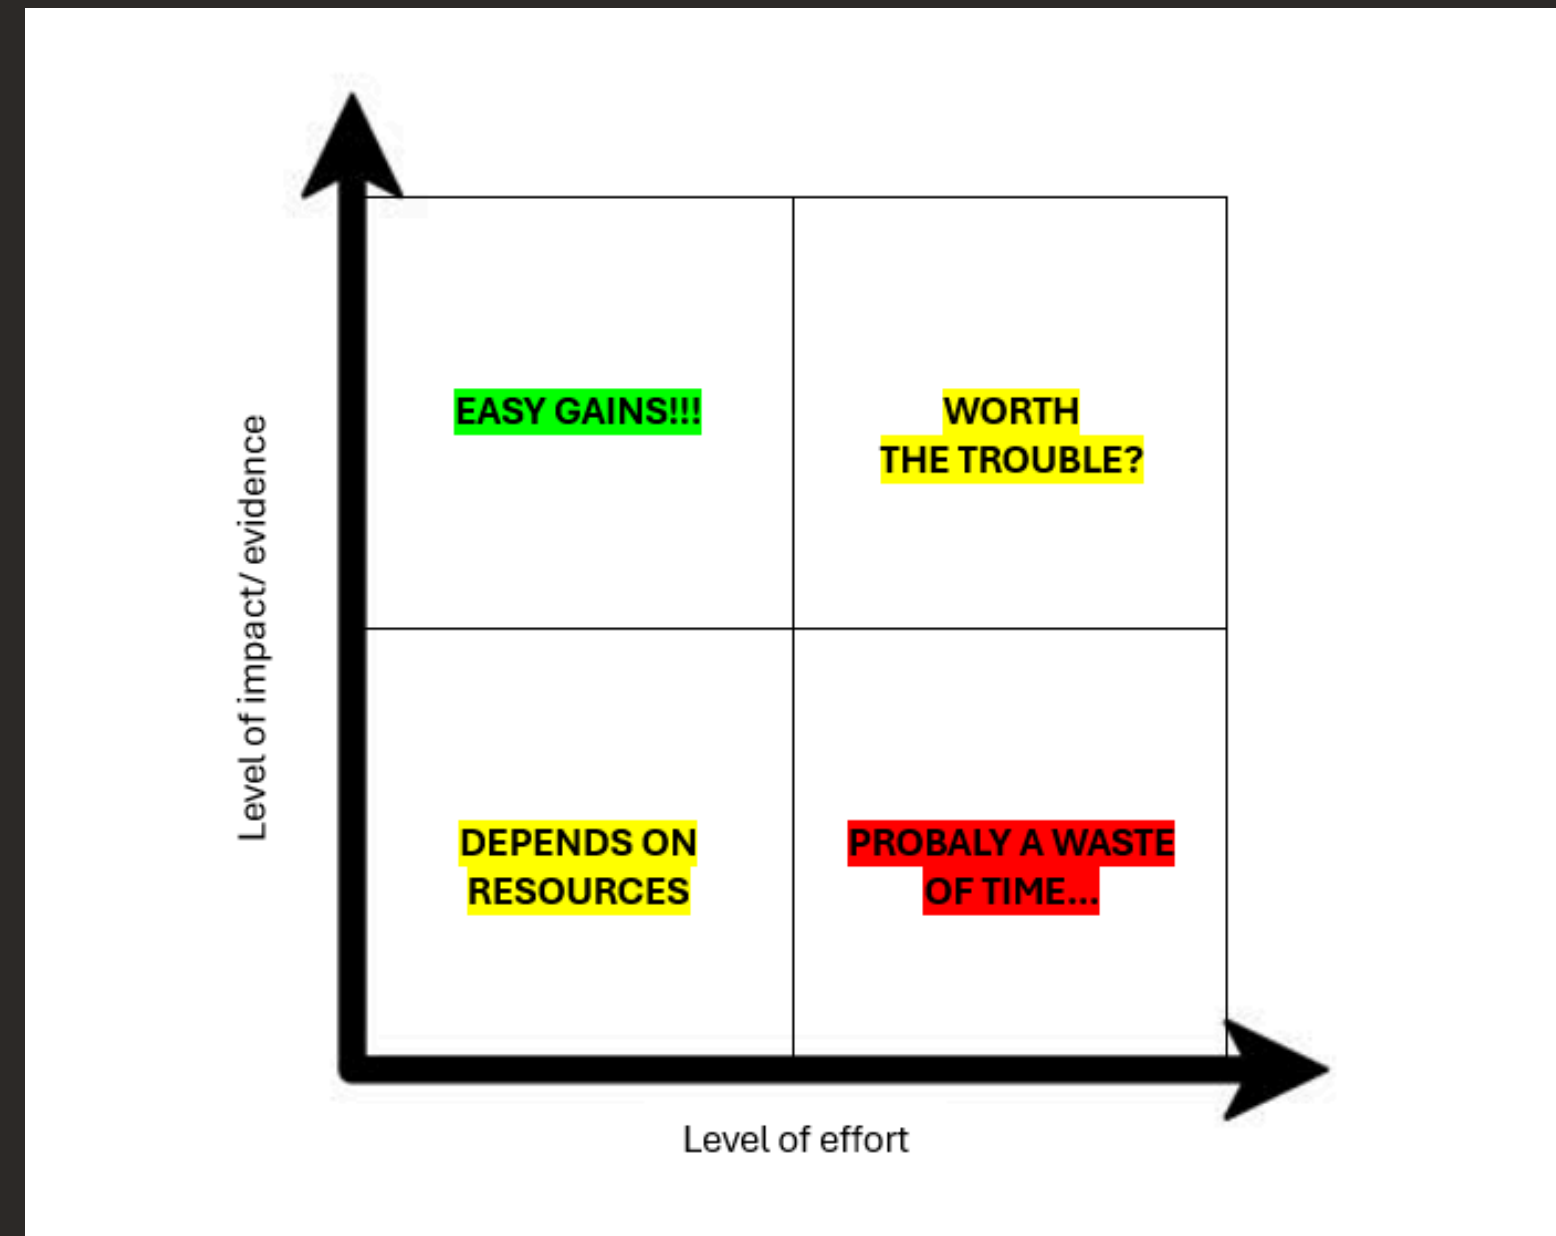 EASY GAINS!!!
WORTH
THE TROUBLE?
Level of impact/ evidence
DEPENDS ON
RESOURCES
PROBALY A WASTE
OF TIME...
Level of effort